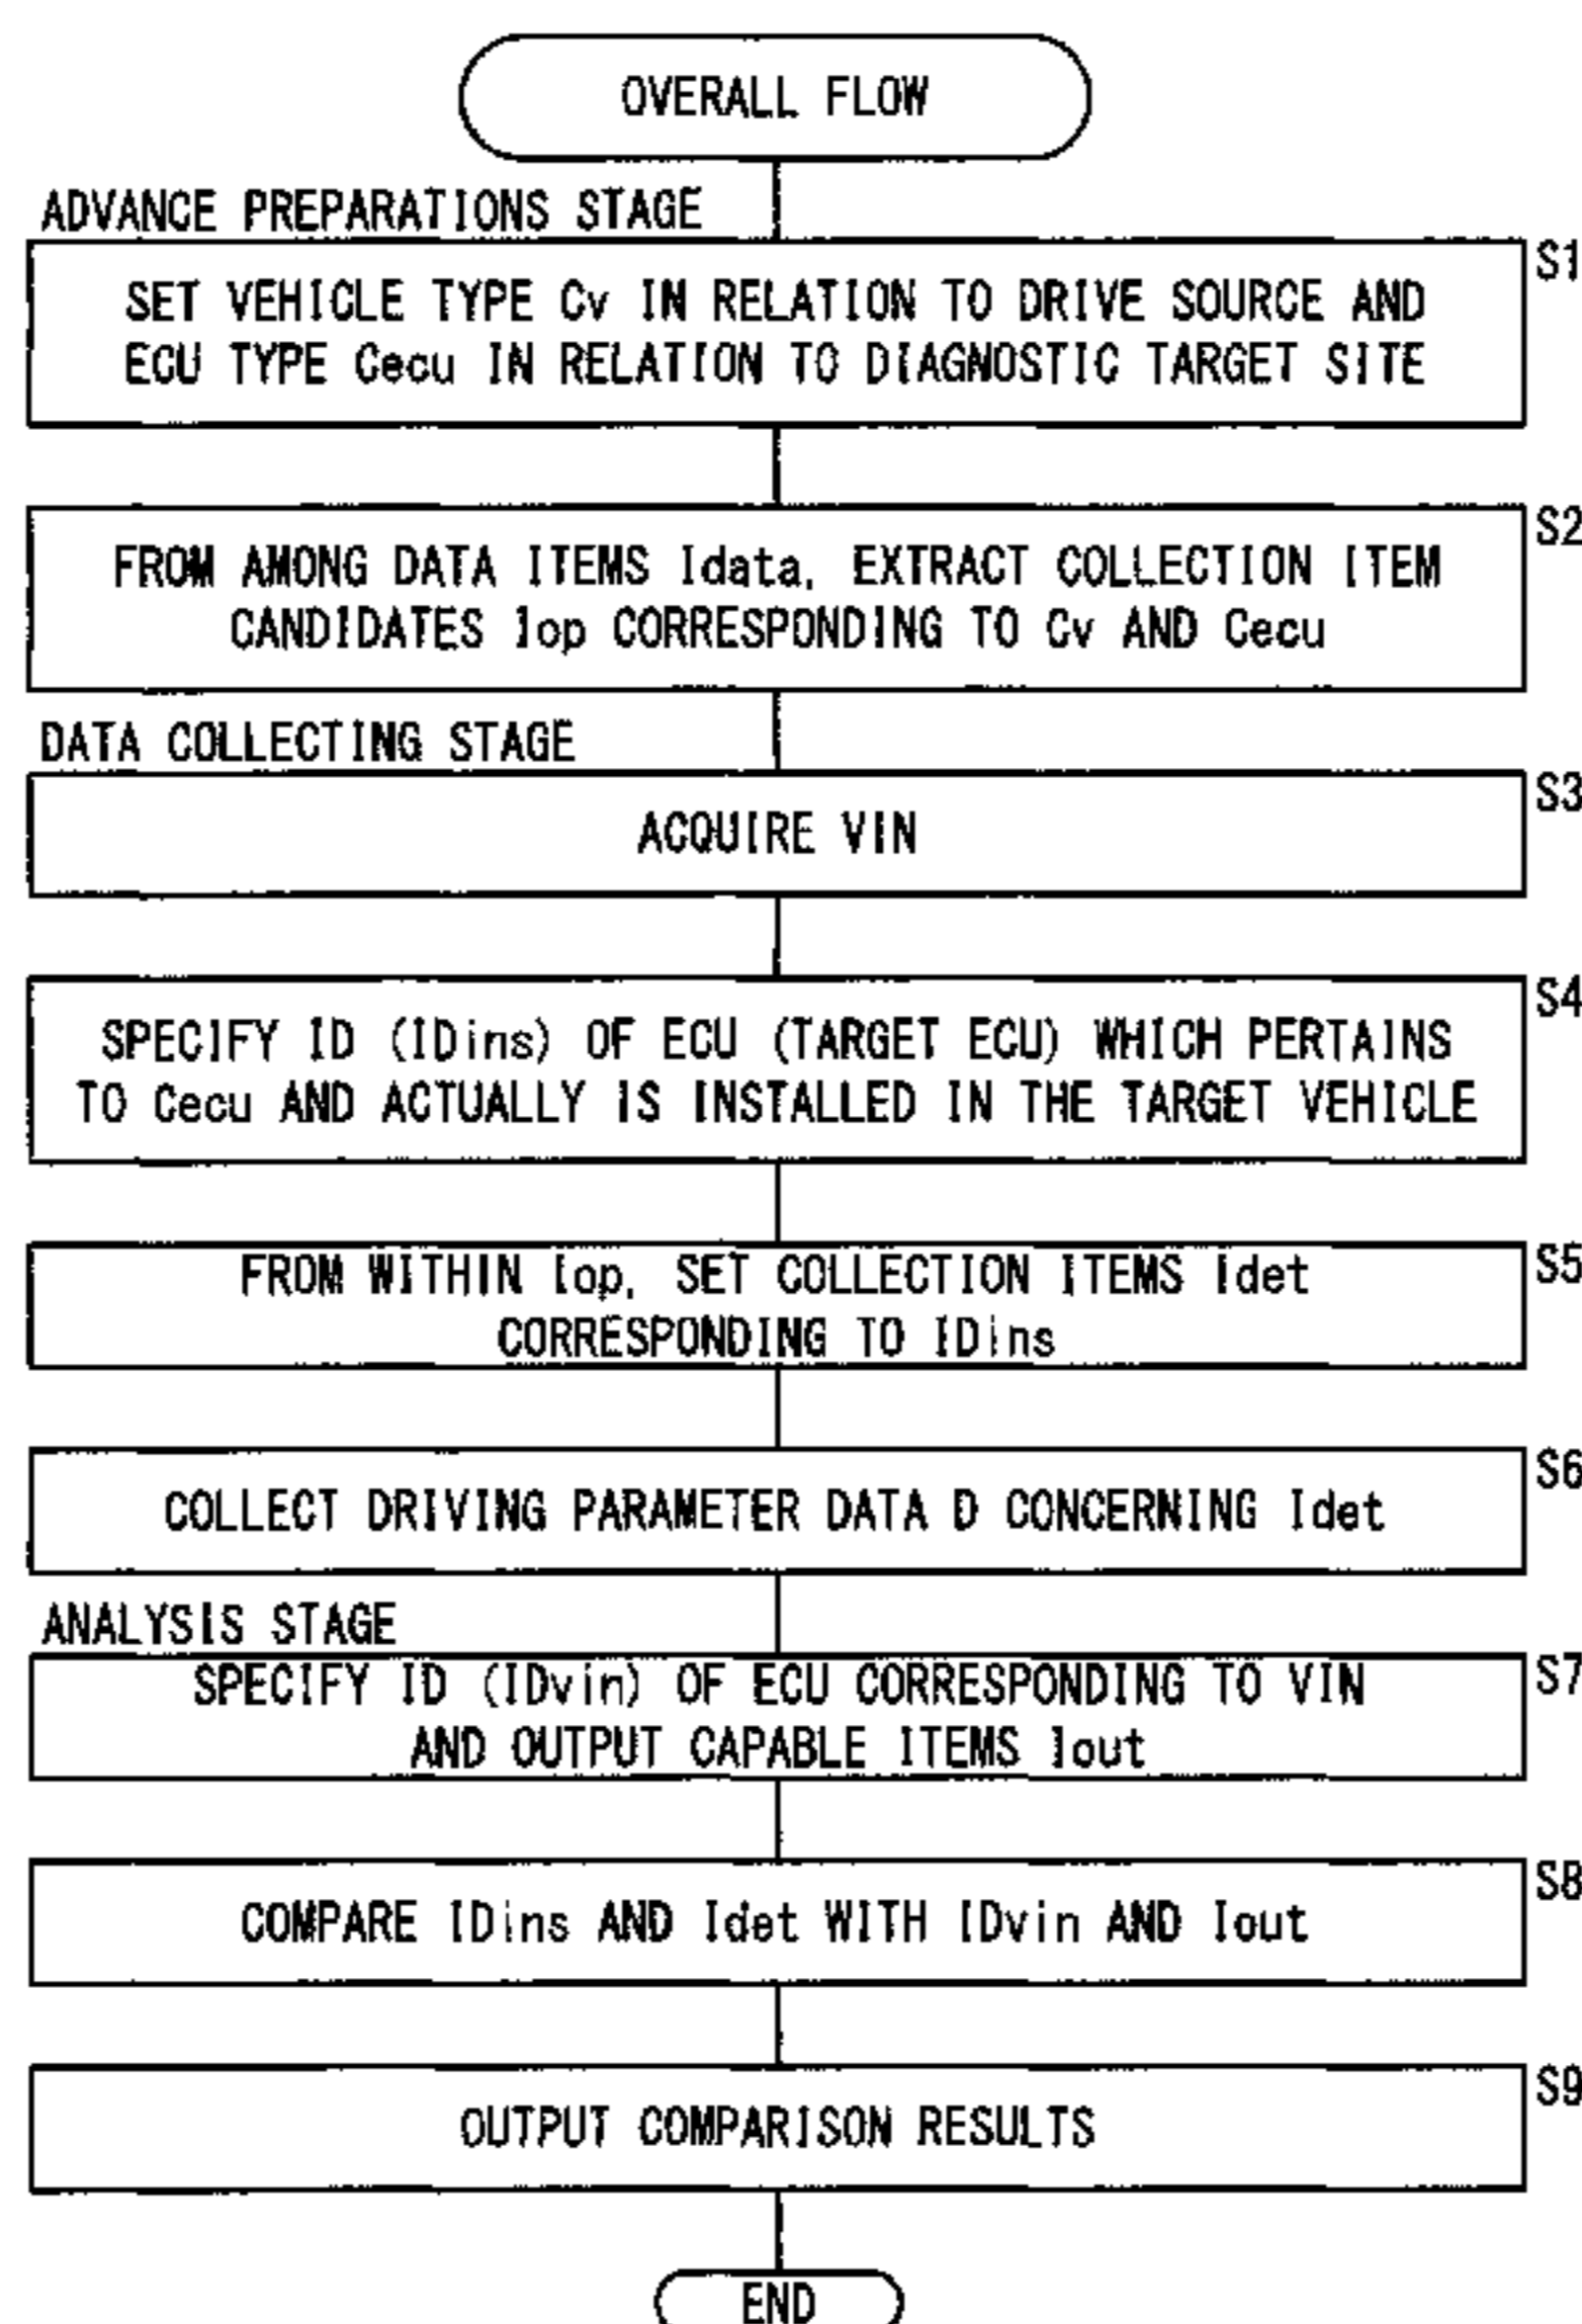 OVERALL FLOW
ADVANCE PREPARATIONS STAGE
S1
SET VEHICLE TYPE Cv IN RELATION TO DRIVE SOURCE AND
ECU TYPE Cecu IN RELATION TO DIAGNOSTIC TARGET SITE
S2
FROM AMONG DATA ITEMS Idata, EXTRACT COLLECTION ITEM
CANDIDATES Iop CORRESPONDING TO Cv AND Cecu
DATA COLLECTING STAGE
S3
ACQUIRE VIN
S4
SPECIFY ID (IDins) OF ECU (TARGET ECU) WHICH PERTAINS
TO Cecu AND ACTUALLY IS INSTALLED IN THE TARGET VEHICLE
S5
FROM WITHIN Iop, SET COLLECTION ITEMS Idet
CORRESPONDING TO IDins
S6
COLLECT DRIVING PARAMETER DATA D CONCERNING Idet
ANALYSIS STAGE
S7
SPECIFY ID (IDvin) OF ECU CORRESPONDING TO VIN
AND OUTPUT CAPABLE ITEMS Iout
S8
COMPARE IDins AND Idet WITH IDvin AND Iout
S9
OUTPUT COMPARISON RESULTS
END